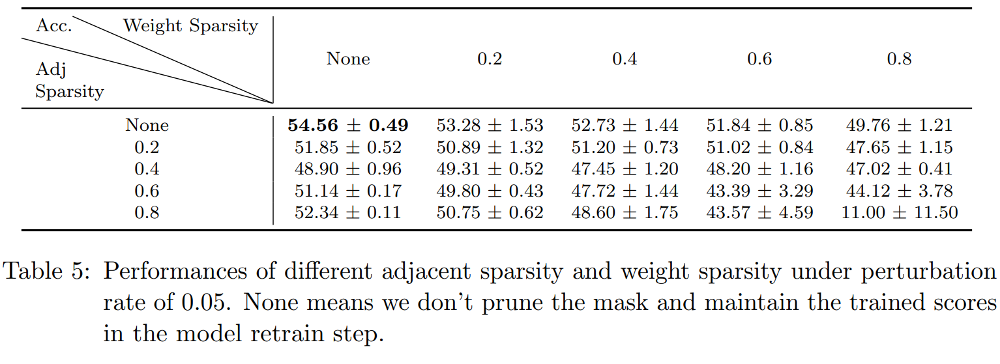 Acc. Weight Sparsity
Adj
Sparsity
None 0.2 0.4 0.6 0.8
None 54.56 ± 0.49 53.28 ± 1.53 52.73 ± 1.44 51.84 ± 0.85 49.76 ± 1.21
0.2 51.85 ± 0.52 50.89 ± 1.32 51.20 ± 0.73 51.02 ± 0.84 47.65 ± 1.15
0.4 48.90 ± 0.96 49.31 ± 0.52 47.45 ± 1.20 48.20 ± 1.16 47.02 ± 0.41
0.6 51.14 ± 0.17 49.80 ± 0.43 47.72 ± 1.44 43.39 ± 3.29 44.12 ± 3.78
0.8 52.34 ± 0.11 50.75 ± 0.62 48.60 ± 1.75 43.57 ± 4.59 11.00 ± 11.50
Table 5: Performances of different adjacent sparsity and weight sparsity under perturbation
rate of 0.05. None means we don't prune the mask and maintain the trained scores
in the model retrain step.